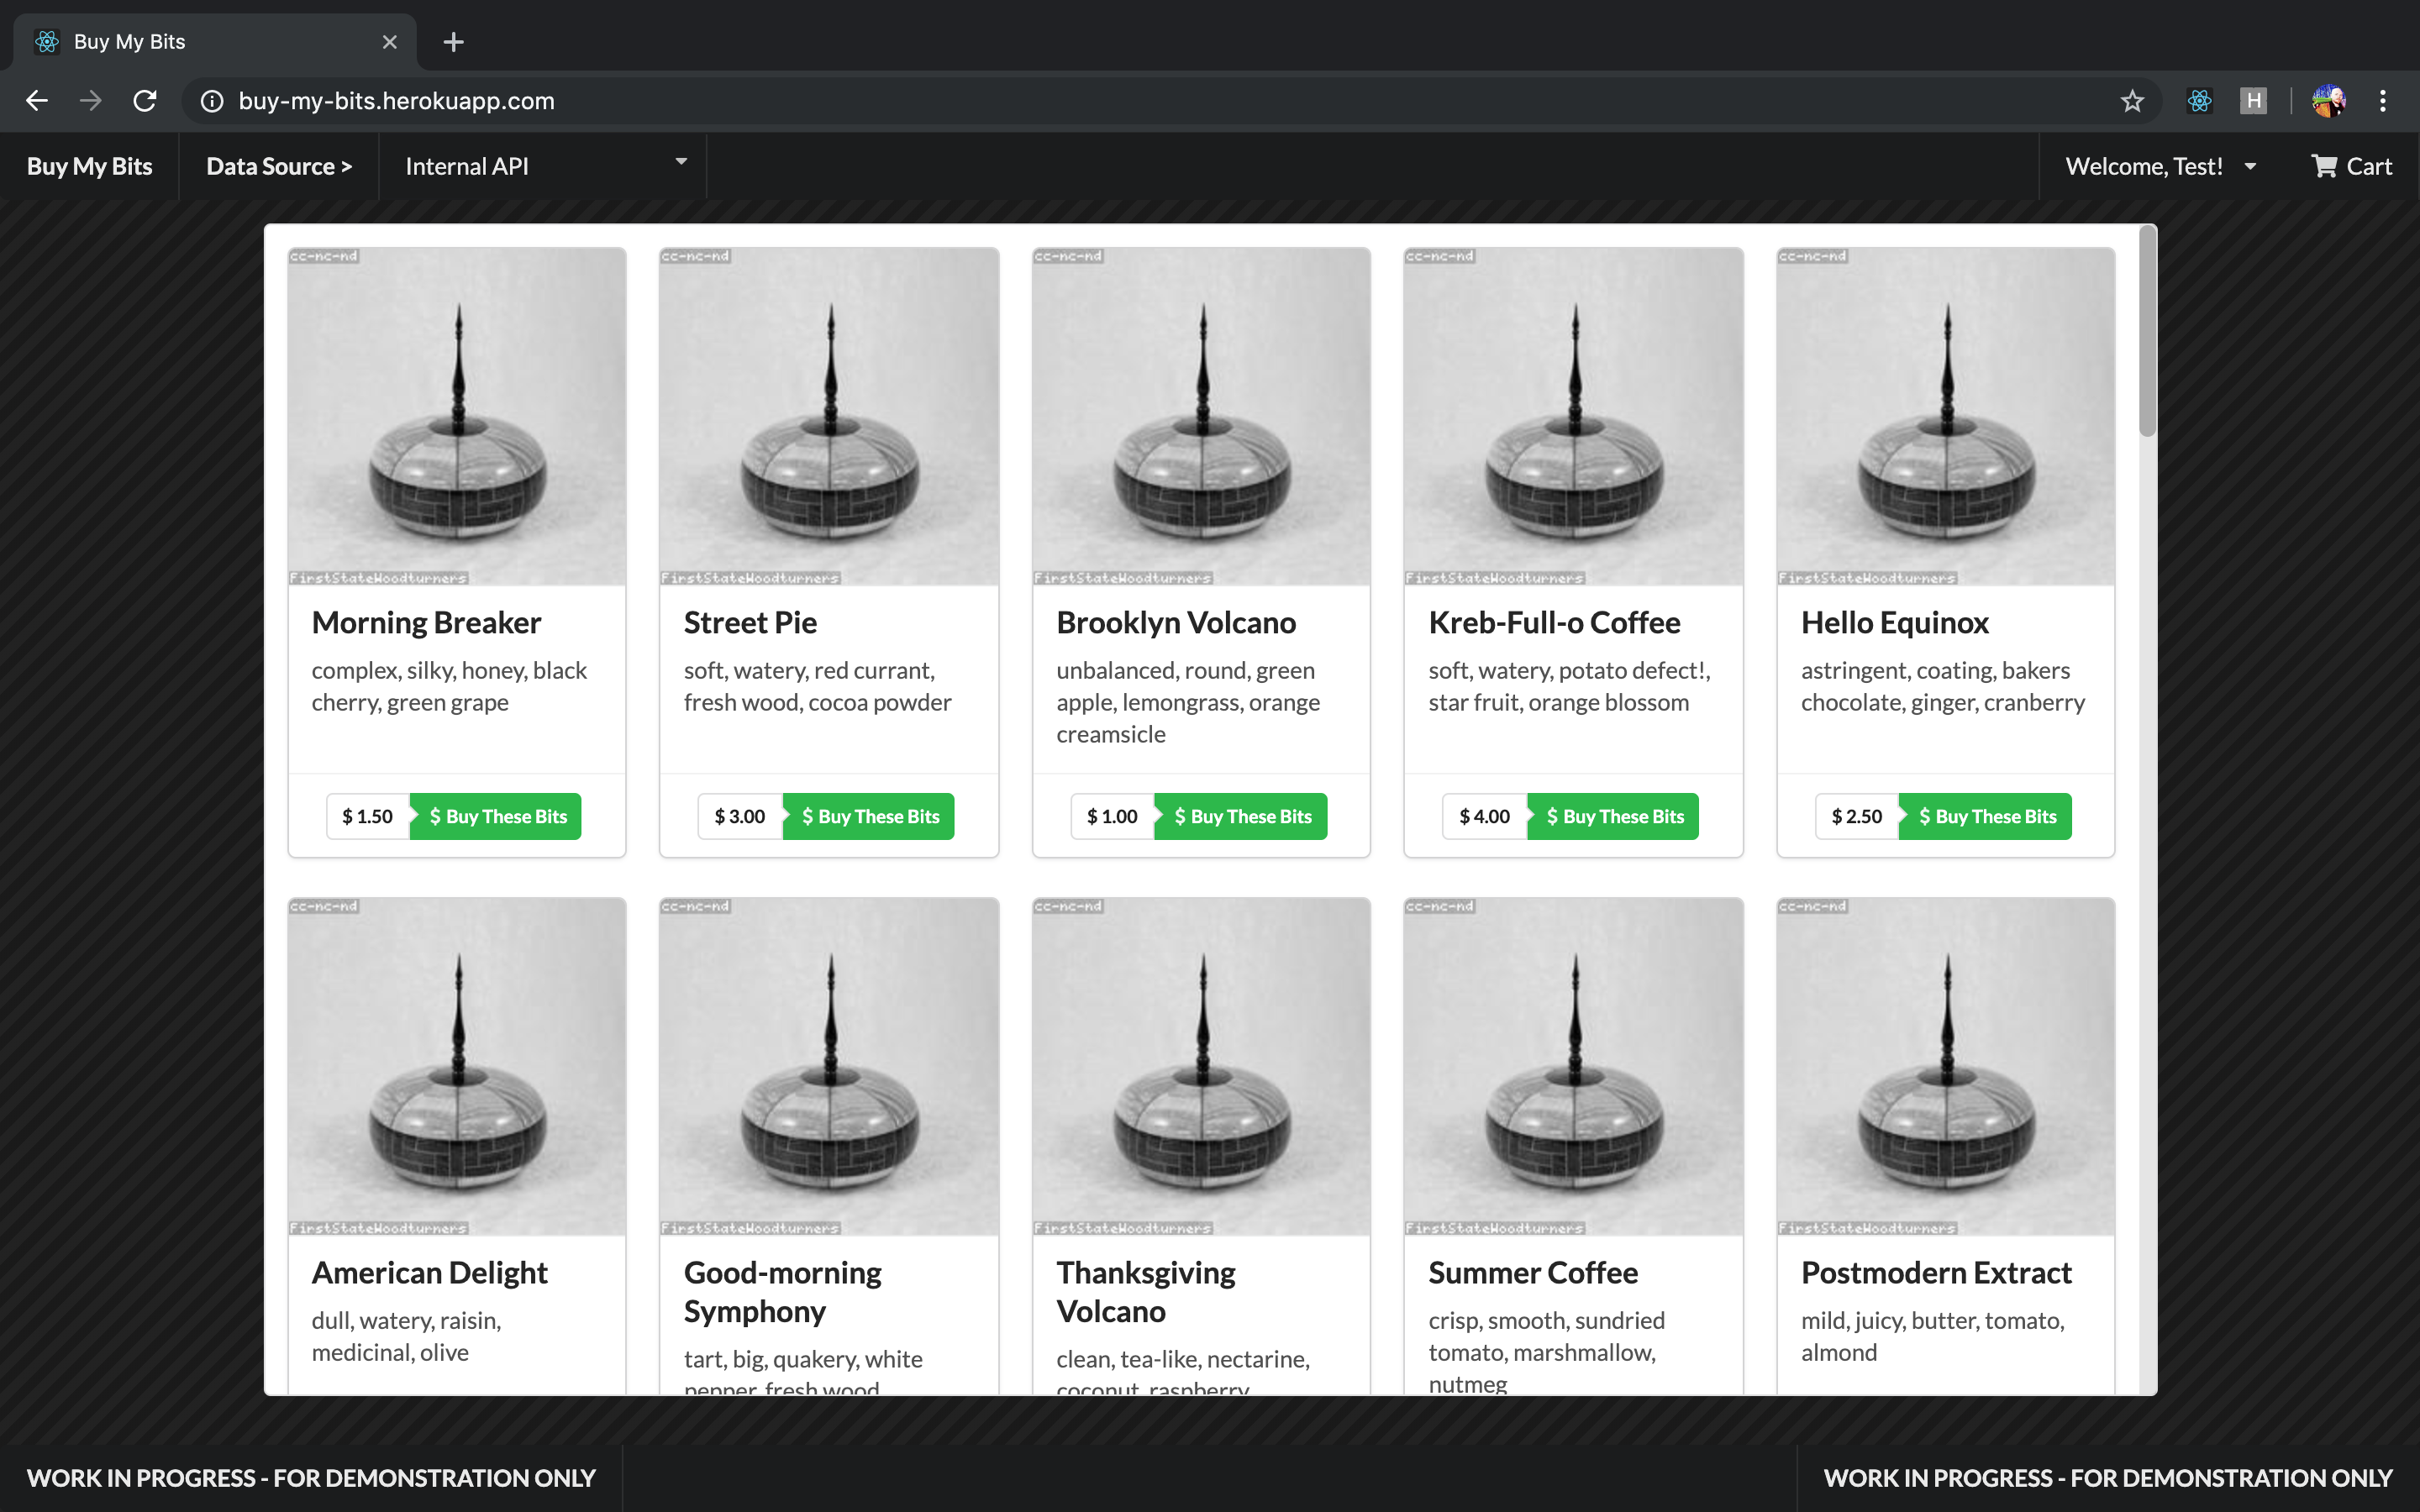 Buy My Bits
buy-my-bits.herokuapp.com
H
Buy My Bits
Data Source >
Internal API
Welcome, Test!
Cart
cc-nc-nd
cc-nc-nd
cc-nc-nd
cc-nc-nd
cc-nc-nd
FirstStateWoodturners
FirstStateWoodturners
FirstStateWoodturners
FirstStateWoodturners
FirstStateWoodturners
Morning Breaker
complex, silky, honey, black
cherry, green grape
$ 1.50
$ Buy These Bits
Street Pie
soft, watery, red currant,
fresh wood, cocoa powder
$ 3.00
$ Buy These Bits
Brooklyn Volcano
unbalanced, round, green
apple, lemongrass, orange
creamsicle
$ 1.00
$ Buy These Bits
Kreb-Full-o Coffee
soft, watery, potato defect!,
star fruit, orange blossom
$ 4.00
$ Buy These Bits
Hello Equinox
astringent, coating, bakers
chocolate, ginger, cranberry
$ 2.50
$ Buy These Bits
cc-nc-nd
cc-nc-nd
cc-nc-nd
cc-nc-nd
cc-nc-nd
FirstStateWoodturners
FirstStateWoodturners
FirstStateWoodturners
FirstStateWoodturners
FirstStateWoodturners
American Delight
dull, watery, raisin,
medicinal, olive
Good-morning
Symphony
tart, big, quakery, white
pepper, fresh wood
Thanksgiving
Volcano
clean, tea-like, nectarine,
coconut, raspberry
Summer Coffee
crisp, smooth, sundried
tomato, marshmallow,
nutmeg
Postmodern Extract
mild, juicy, butter, tomato,
almond
WORK IN PROGRESS - FOR DEMONSTRATION ONLY
WORK IN PROGRESS - FOR DEMONSTRATION ONLY